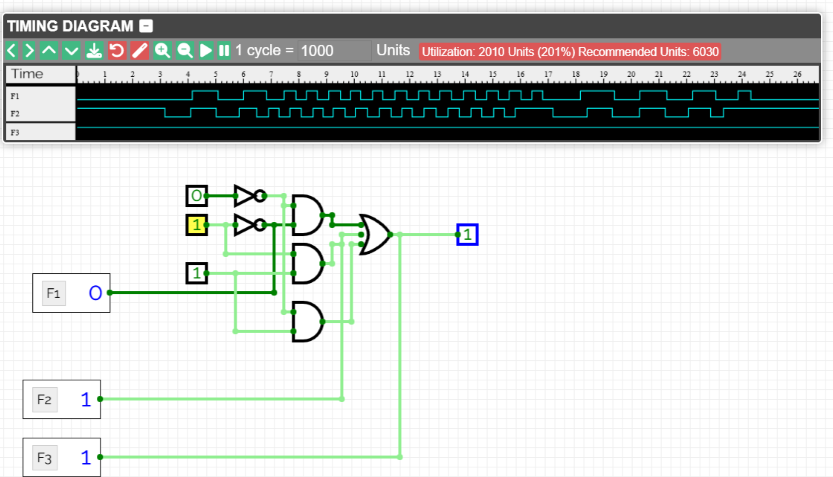 TIMING DIAGRAM
1 cycle = 1000 Units Utilization: 2010 Units (201%) Recommended Units: 6030
Time 1 2 3 4 5 6 7 8 9 10 11 12 13 14 15 16 17 18 19 20 21 22 23 24 25 26
F1
F2
F3
0
1
1
1
F1 0
F2 1
F3 1